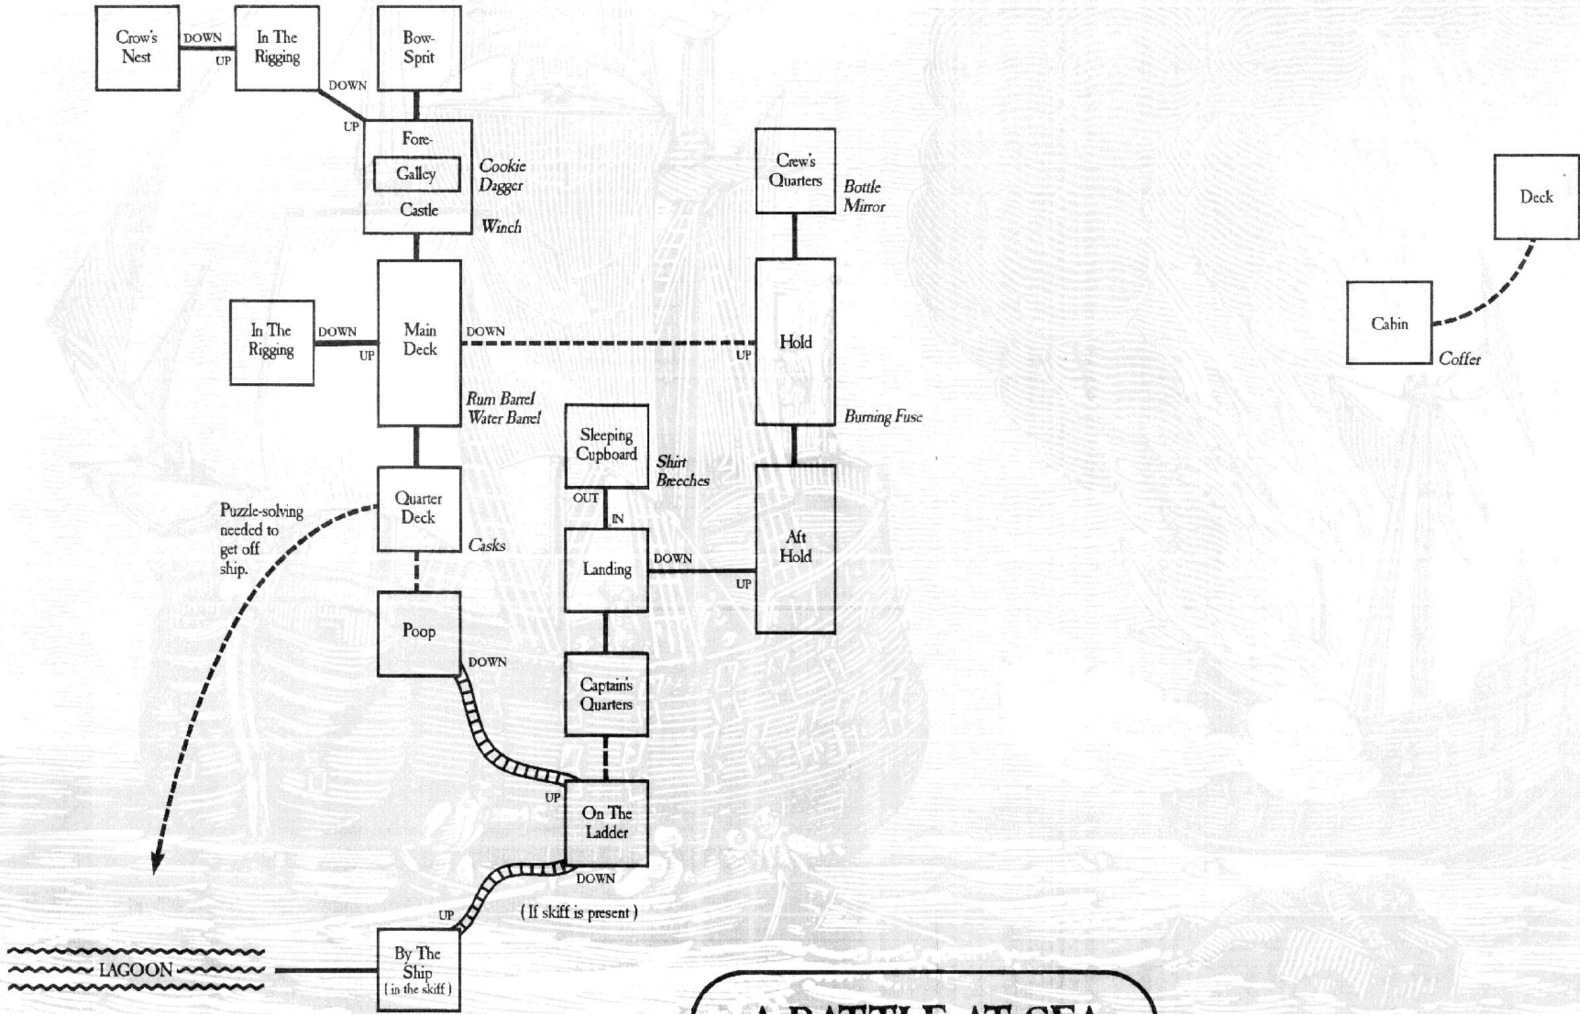 Crow's
Nest
DOWN
UP
In The
Rigging
DOWN
UP
Bow-
Sprit
Fore-
Galley
Castle
Cookie
Dagger
Winch
Crew's
Quarters
Bottle
Mirror
Deck
Cabin
Coffer
In The
Rigging
DOWN
UP
Main
Deck
DOWN
UP
Hold
Rum Barrel
Water Barrel
Burning Fuse
Sleeping
Cupboard
Shirt
Breeches
OUT
IN
Quarter
Deck
Casks
Puzzle-solving
needed to
get off
ship.
Landing
DOWN
UP
Aft
Hold
Poop
DOWN
Captain's
Quarters
UP
On The
Ladder
DOWN
( If skiff is present )
UP
By The
Ship
( in the skiff )
LAGOON
A BATTLE AT SEA